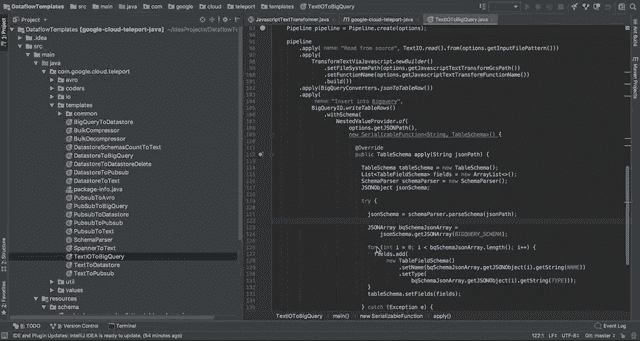 DataflowTemplates
src
main
java
com
google
cloud
teleport
templates
TextIOToBigQuery.java
JavascriptTextTransformer.java
google-cloud-teleport-java
TextIOToBigQuery.java
Project
DataflowTemplates [google-cloud-teleport-java] ~/IdeaProjects/DataflowT
.idea
src
main
java
com.google.cloud.teleport
avro
coders
io
templates
common
BigQueryToDatastore
BulkCompressor
BulkDecompressor
DatastoreSchemasCountToText
DatastoreToBigQuery
DatastoreToDatastoreDelete
DatastoreToPubsub
DatastoreToText
package-info.java
PubsubToAvro
PubSubToBigQuery
PubsubToDatastore
PubsubToPubsub
PubsubToText
SchemaParser
SpannerToText
TextIOToBigQuery
TextToDatastore
TextToPubsub
util
values
resources
schema
Pipeline pipeline = Pipeline.create(options);
pipeline
.apply( name: "Read from source", TextIO.read().from(options.getInputFilePattern()))
.apply(
TransformTextViaJavascript.newBuilder()
.setFileSystemPath(options.getJavascriptTextTransformGcsPath())
.setFunctionName(options.getJavascriptTextTransformFunctionName())
.build())
.apply(BigQueryConverters.jsonToTableRow())
.apply(
name: "Insert into Bigquery",
BigQueryIO.writeTableRows()
.withSchema(
NestedValueProvider.of(
options.getJSONPath(),
new SerializableFunction<String, TableSchema>() {
@Override
public TableSchema apply(String jsonPath) {
TableSchema tableSchema = new TableSchema();
List<TableFieldSchema> fields = new ArrayList<>();
SchemaParser schemaParser = new SchemaParser();
JSONObject jsonSchema;
try {
jsonSchema = schemaParser.parseSchema(jsonPath);
JSONArray bqSchemaJsonArray =
jsonSchema.getJSONArray(BIGQUERY_SCHEMA);
for (int i = 0; i < bqSchemaJsonArray.length(); i++) {
fields.add(
new TableFieldSchema()
.setName(bqSchemaJsonArray.getJSONObject(i).getString(NAME))
.setType(
bqSchemaJsonArray.getJSONObject(i).getString(TYPE)));
}
tableSchema.setFields(fields);
} catch (Exception e) {
TextIOToBigQuery
main()
new SerializableFunction
apply()
1: Project
Z: Structure
2: Favorites
Ant Build
Maven Projects
6: TODO
9: Version Control
Terminal
Event Log
IDE and Plugin Updates: IntelliJ IDEA is ready to update. (54 minutes ago)
122:1
LF
UTF-8
Git: master